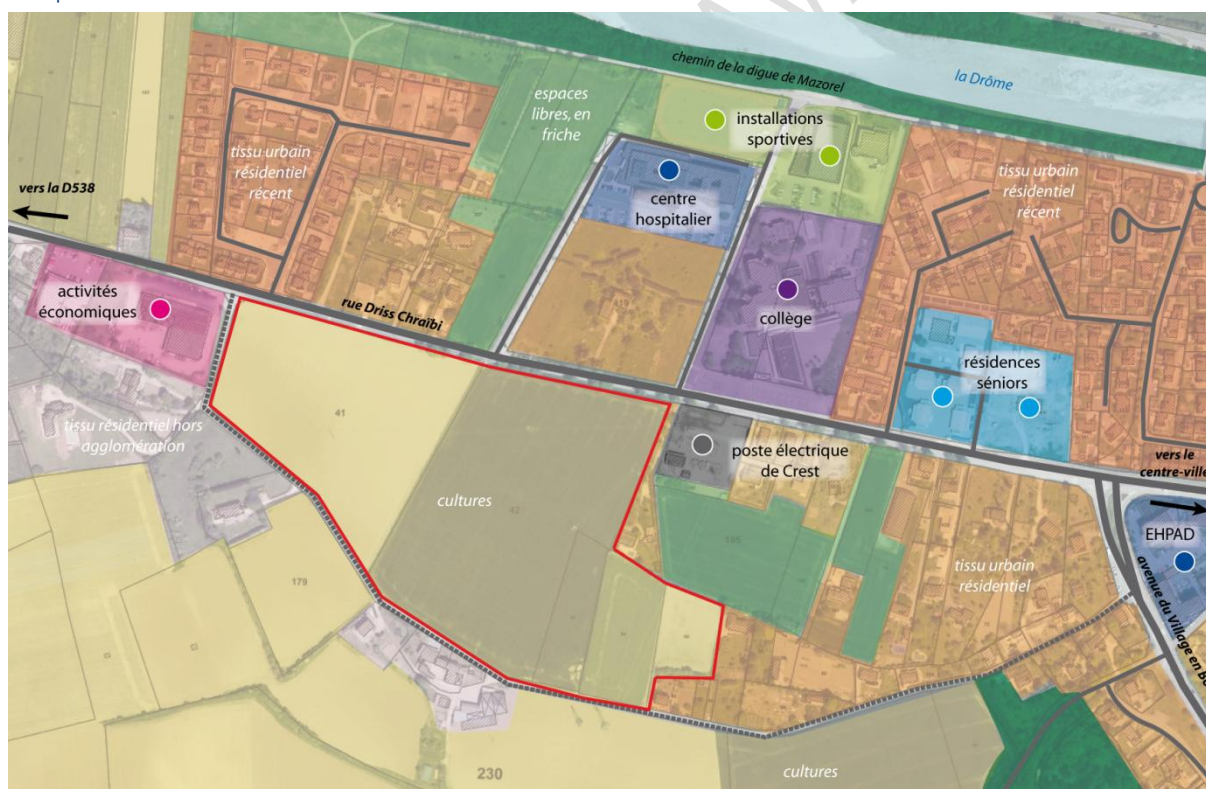 chemin de la digue de Mazorel
la Drôme
espaces
libres, en
friche
installations
sportives
tissu urbain
résidentiel
récent
tissu urbain
résidentiel
récent
vers la D538
centre
hospitalier
activités
économiques
rue Driss Chraïbi
419
collège
résidences
séniors
41
tissu résidentiel hors
agglomération
poste électrique
de Crest
vers le
centre-ville
cultures
42
185
EHPAD
tissu urbain
résidentiel
179
avenue du Village en Bo
230
cultures